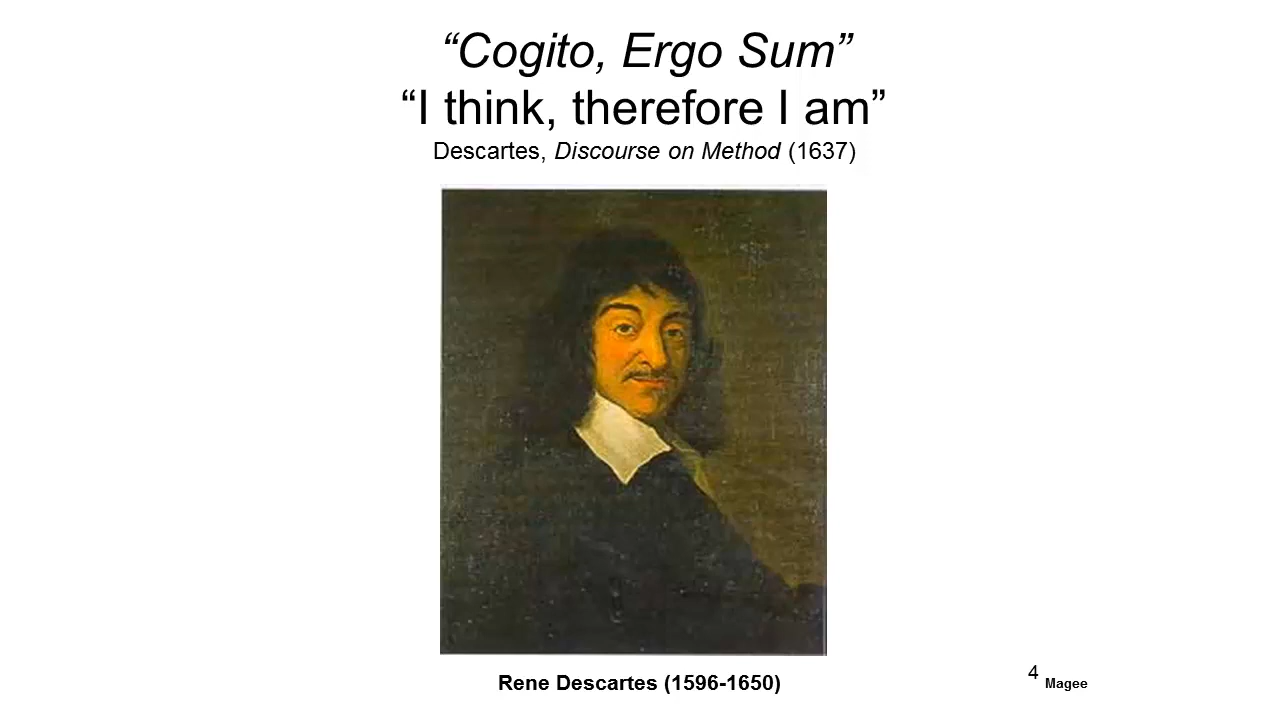 “Cogito, Ergo Sum”
“I think, therefore I am”
Descartes, Discourse on Method (1637)
Rene Descartes (1596-1650)
4
Magee